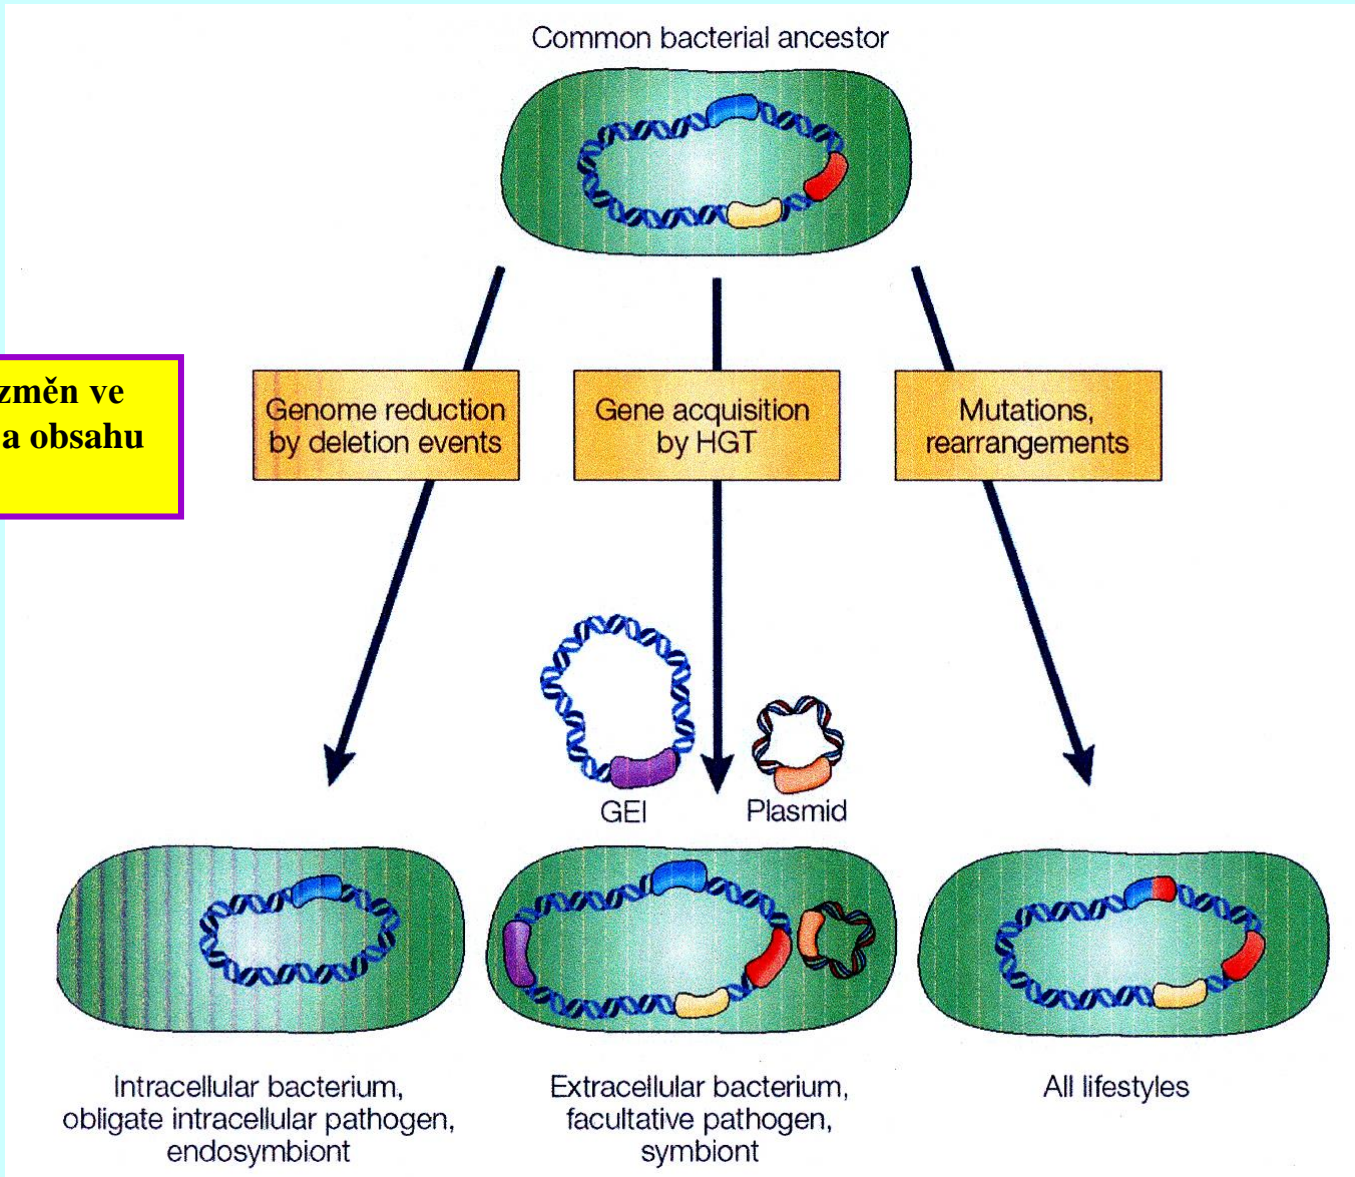 Common bacterial ancestor
změn ve
a obsahu
Genome reduction
by deletion events
Gene acquisition
by HGT
Mutations,
rearrangements
GEI
Plasmid
Intracellular bacterium,
obligate intracellular pathogen,
endosymbiont
Extracellular bacterium,
facultative pathogen,
symbiont
All lifestyles